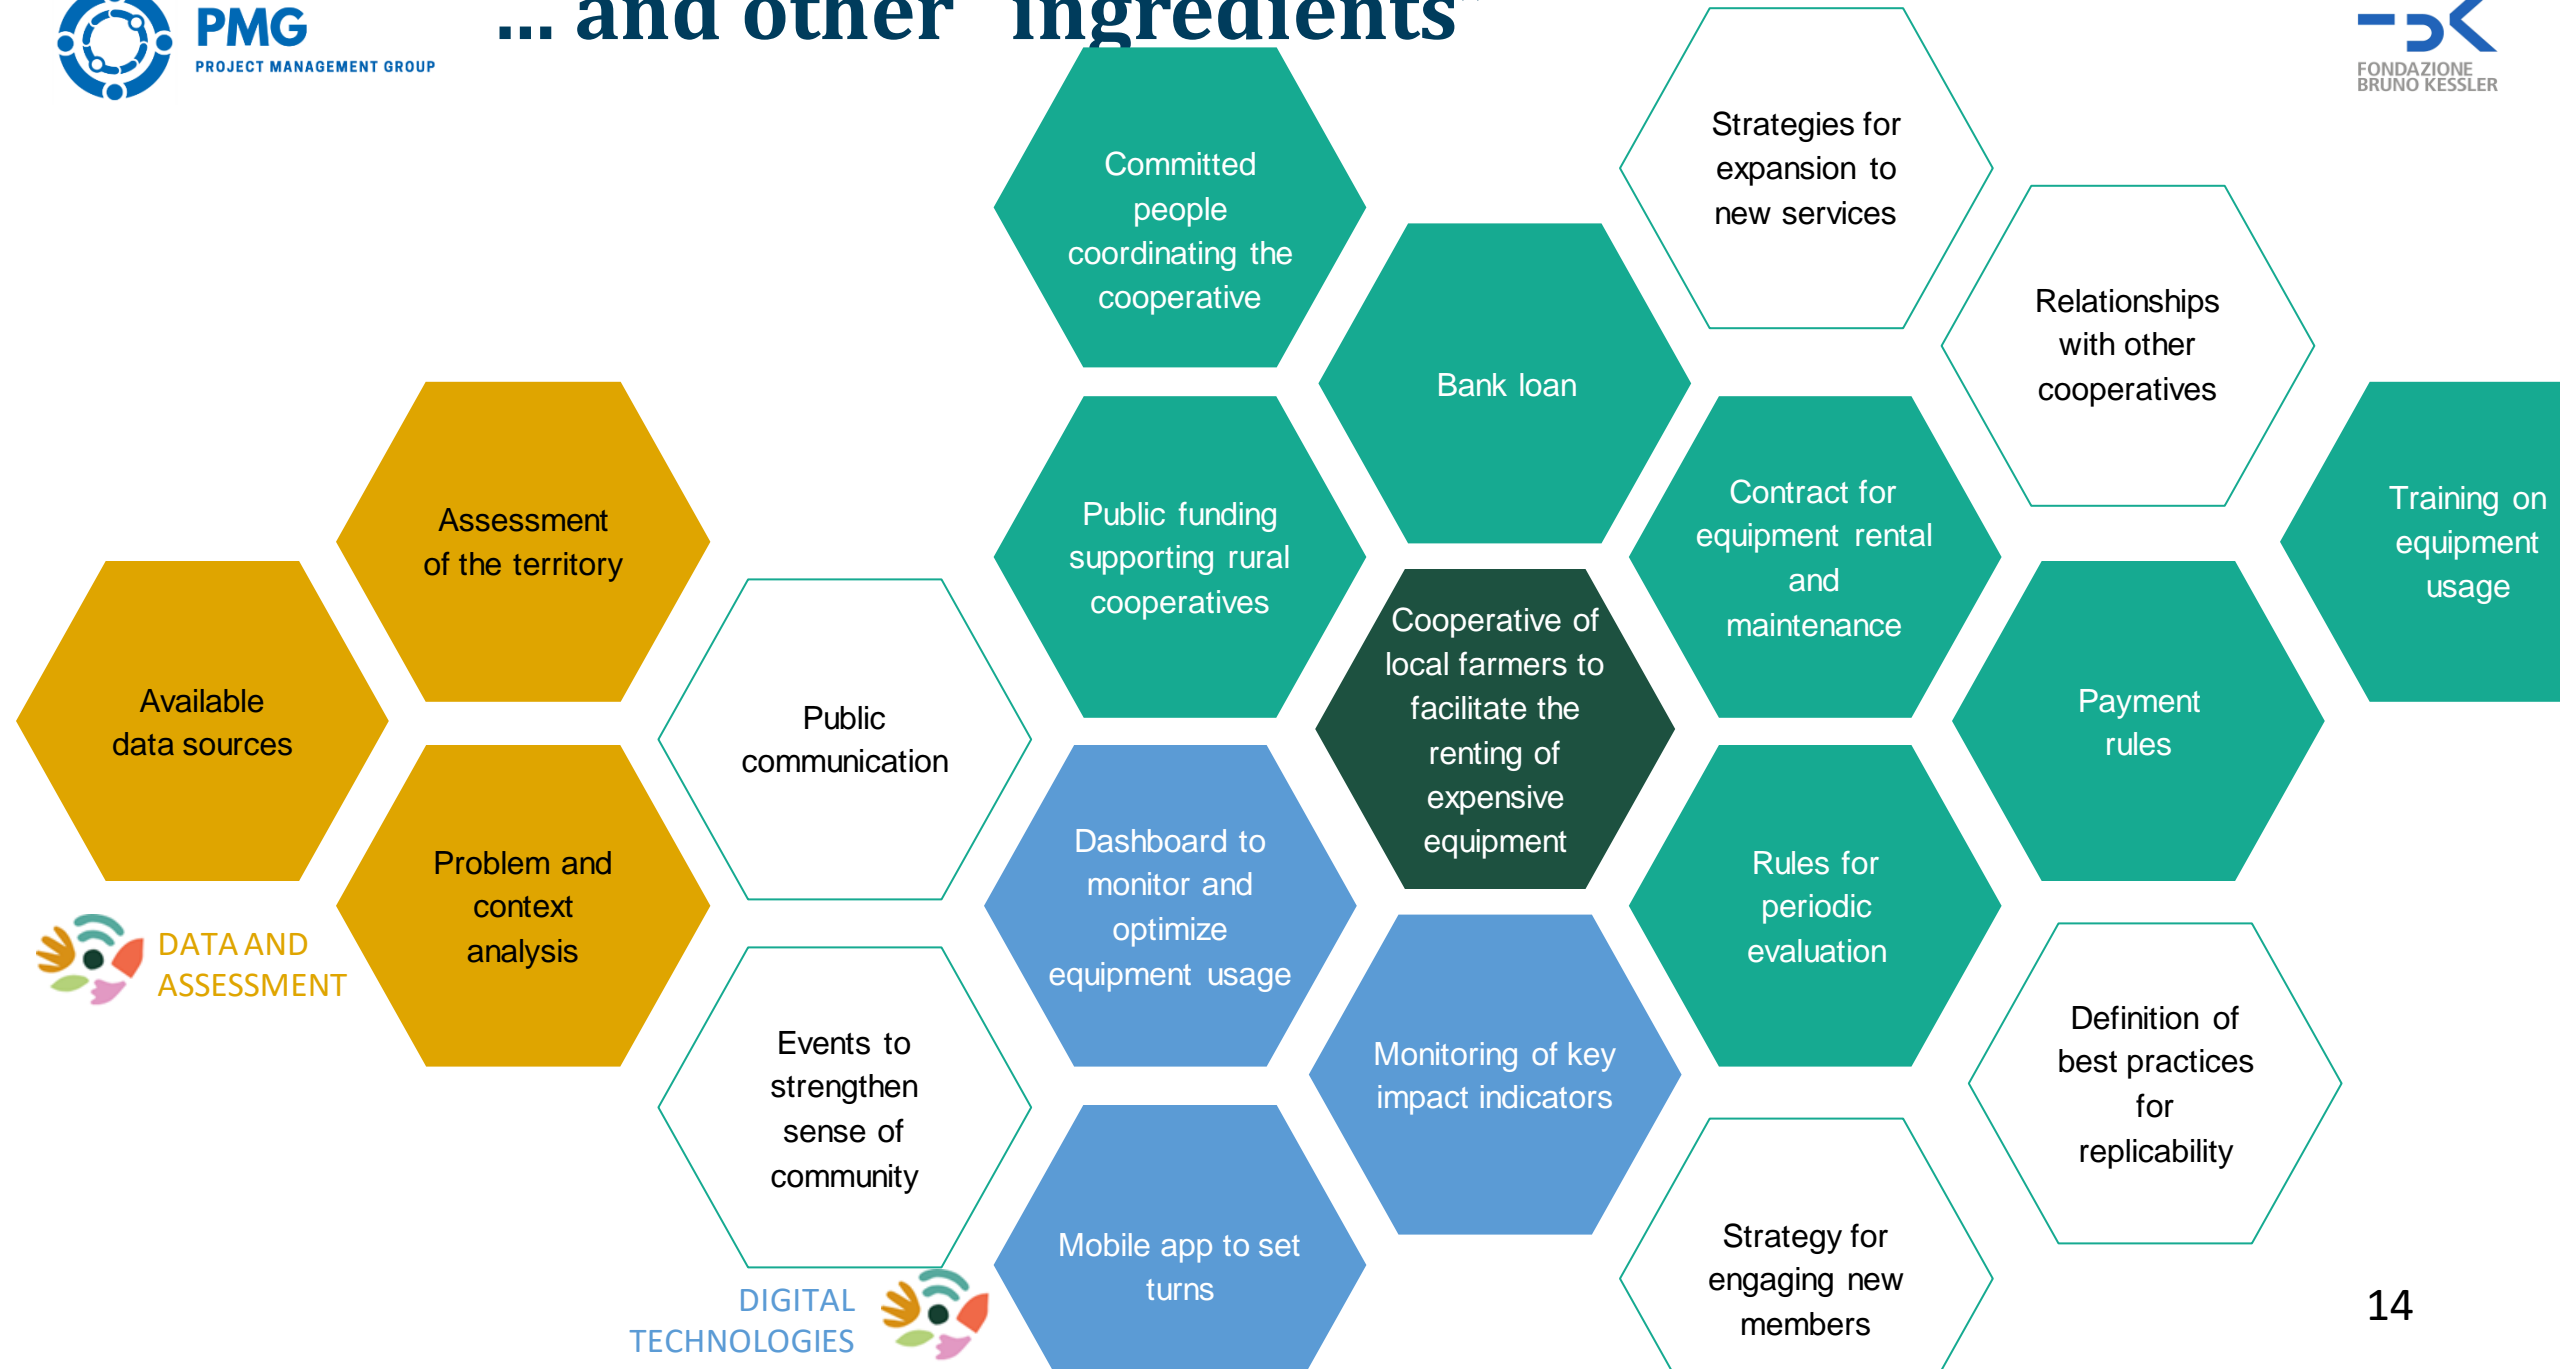 PMG
PROJECT MANAGEMENT GROUP
... and other "ingredients"
FBK
FONDAZIONE
BRUNO KESSLER
Committed
people
coordinating the
cooperative
Strategies for
expansion to
new services
Bank loan
Relationships
with other
cooperatives
Assessment
of the territory
Public funding
supporting rural
cooperatives
Contract for
equipment rental
and
maintenance
Training on
equipment
usage
Available
data sources
Public
communication
Cooperative of
local farmers to
facilitate the
renting of
expensive
equipment
Payment
rules
Problem and
context
analysis
Dashboard to
monitor and
optimize
equipment usage
Rules for
periodic
evaluation
DATA AND
ASSESSMENT
Events to
strengthen
sense of
community
Monitoring of key
impact indicators
Definition of
best practices
for
replicability
Mobile app to set
turns
Strategy for
engaging new
members
DIGITAL
TECHNOLOGIES
14